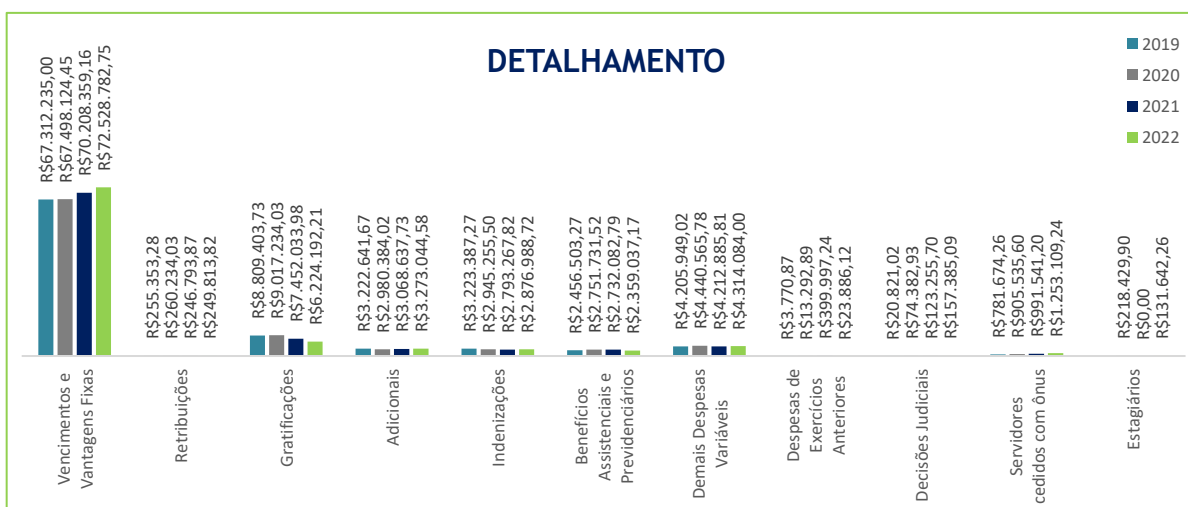 DETALHAMENTO
2019
2020
2021
2022
R$67.312.235,00
R$67.498.124,45
R$70.208.359,16
R$72.528.782,75
R$255.353,28
R$260.234,03
R$246.793,87
R$249.813,82
R$8.809.403,73
R$9.017.234,03
R$7.452.033,98
R$6.224.192,21
R$3.222.641,67
R$2.980.384,02
R$3.068.637,73
R$3.273.044,58
R$3.223.387,27
R$2.945.255,50
R$2.793.267,82
R$2.876.988,72
R$2.456.503,27
R$2.751.731,52
R$2.732.082,79
R$2.359.037,17
R$4.205.949,02
R$4.440.565,78
R$4.212.885,81
R$4.314.084,00
R$3.770,87
R$13.292,89
R$399.997,24
R$23.886,12
R$200.821,02
R$74.382,93
R$123.255,70
R$157.385,09
R$781.674,26
R$905.535,60
R$991.541,20
R$1.253.109,24
R$218.429,90
R$0,00
R$131.642,26
Vencimentos e
Vantagens Fixas
Retribuições
Gratificações
Adicionais
Indenizações
Benefícios
Assistenciais e
Previdenciários
Demais Despesas
Variáveis
Despesas de
Exercícios
Anteriores
Decisões Judiciais
Servidores
cedidos com ônus
Estagiários